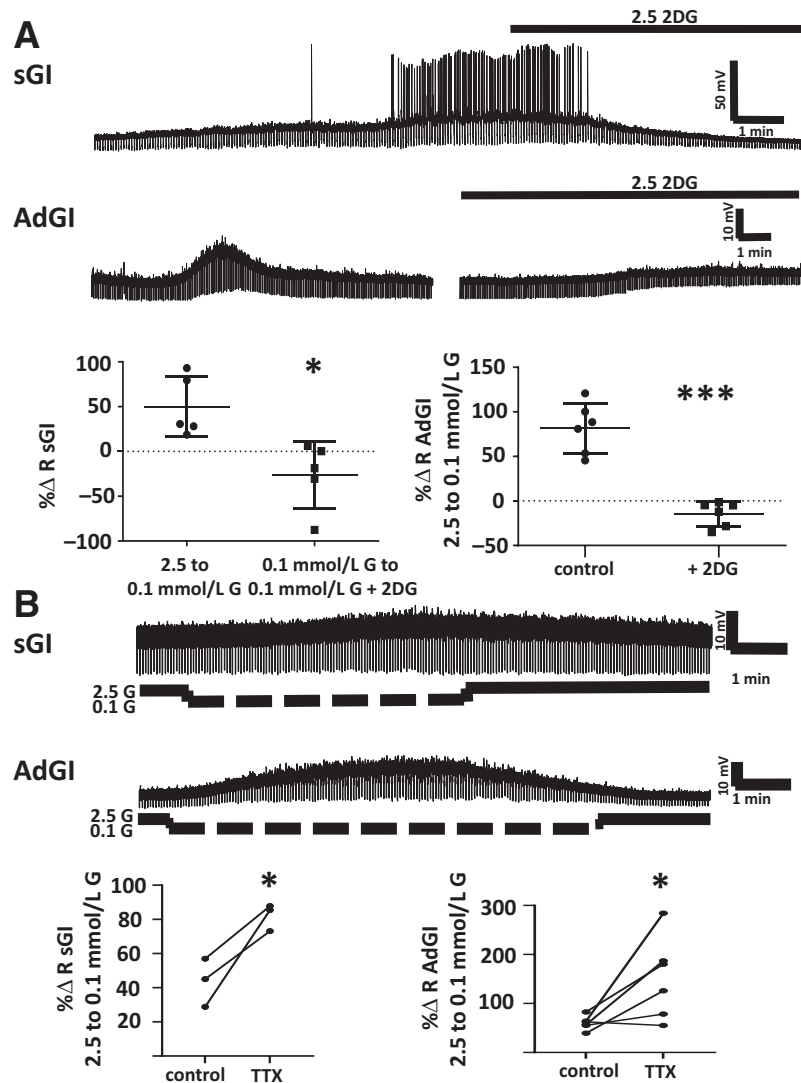 A
sGI
2.5 2DG
50 mV
1 min
AdGI
2.5 2DG
10 mV
1 min
%Δ R sGI
100
50
0
−50
−100
2.5 to
0.1 mmol/L G
0.1 mmol/L G to
0.1 mmol/L G + 2DG
*
%Δ R AdGI
2.5 to 0.1 mmol/L G
150
100
50
0
−50
control
+ 2DG
***
B
sGI
10 mV
1 min
2.5 G
0.1 G
AdGI
10 mV
1 min
2.5 G
0.1 G
%Δ R sGI
2.5 to 0.1 mmol/L G
100
80
60
40
20
control
TTX
*
%Δ R AdGI
2.5 to 0.1 mmol/L G
300
200
100
control
TTX
*